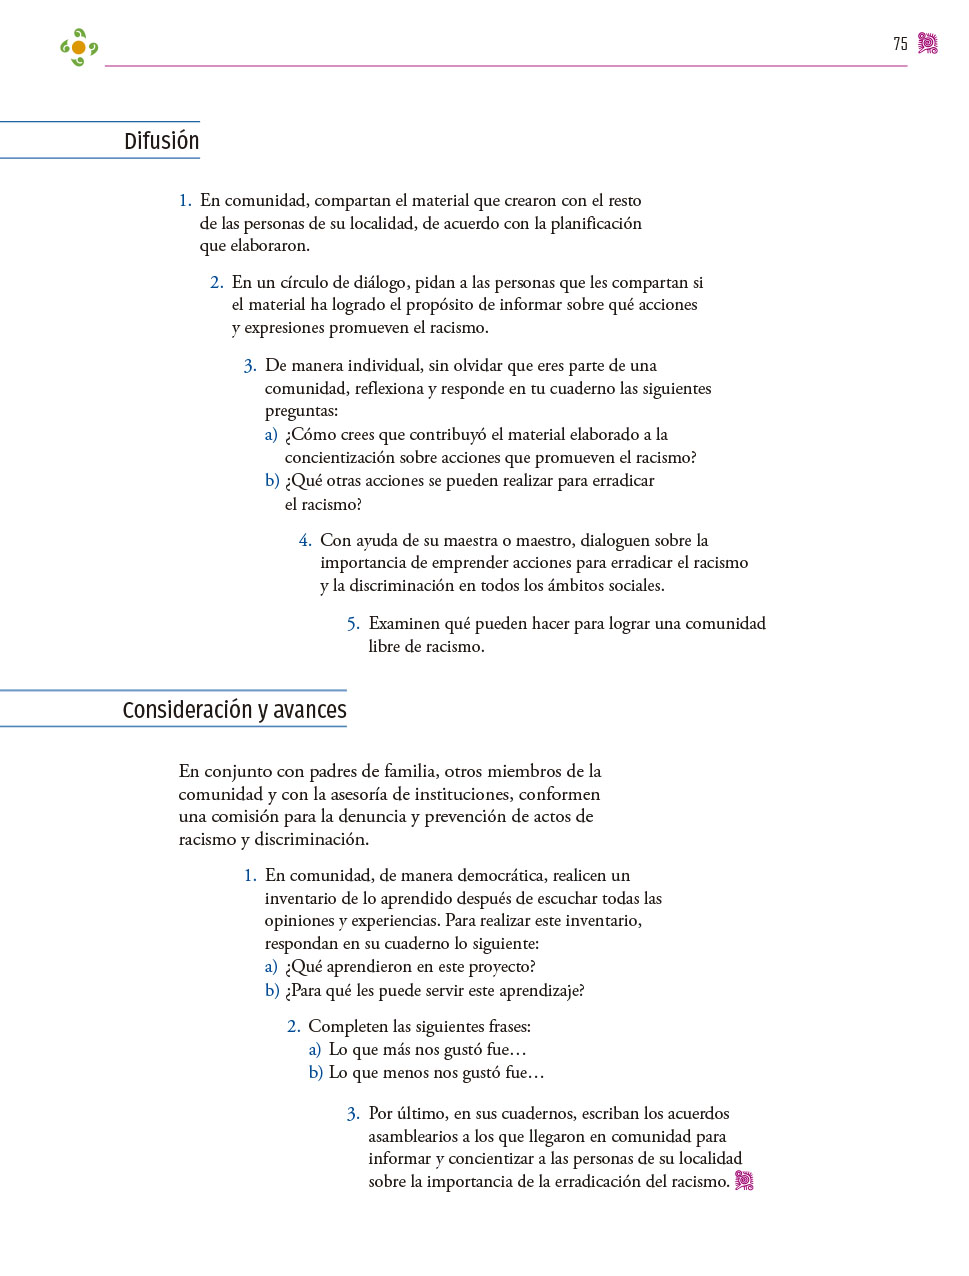 75
Difusión
1. En comunidad, compartan el material que crearon con el resto
de las personas de su localidad, de acuerdo con la planificación
que elaboraron.
2. En un círculo de diálogo, pidan a las personas que les compartan si
el material ha logrado el propósito de informar sobre qué acciones
y expresiones promueven el racismo.
3. De manera individual, sin olvidar que eres parte de una
comunidad, reflexiona y responde en tu cuaderno las siguientes
preguntas:
a) ¿Cómo crees que contribuyó el material elaborado a la
concientización sobre acciones que promueven el racismo?
b) ¿Qué otras acciones se pueden realizar para erradicar
el racismo?
4. Con ayuda de su maestra o maestro, dialoguen sobre la
importancia de emprender acciones para erradicar el racismo
y la discriminación en todos los ámbitos sociales.
5. Examinen qué pueden hacer para lograr una comunidad
libre de racismo.
Consideración y avances
En conjunto con padres de familia, otros miembros de la
comunidad y con la asesoría de instituciones, conformen
una comisión para la denuncia y prevención de actos de
racismo y discriminación.
1. En comunidad, de manera democrática, realicen un
inventario de lo aprendido después de escuchar todas las
opiniones y experiencias. Para realizar este inventario,
respondan en su cuaderno lo siguiente:
a) ¿Qué aprendieron en este proyecto?
b) ¿Para qué les puede servir este aprendizaje?
2. Completen las siguientes frases:
a) Lo que más nos gustó fue…
b) Lo que menos nos gustó fue…
3. Por último, en sus cuadernos, escriban los acuerdos
asamblearios a los que llegaron en comunidad para
informar y concientizar a las personas de su localidad
sobre la importancia de la erradicación del racismo.